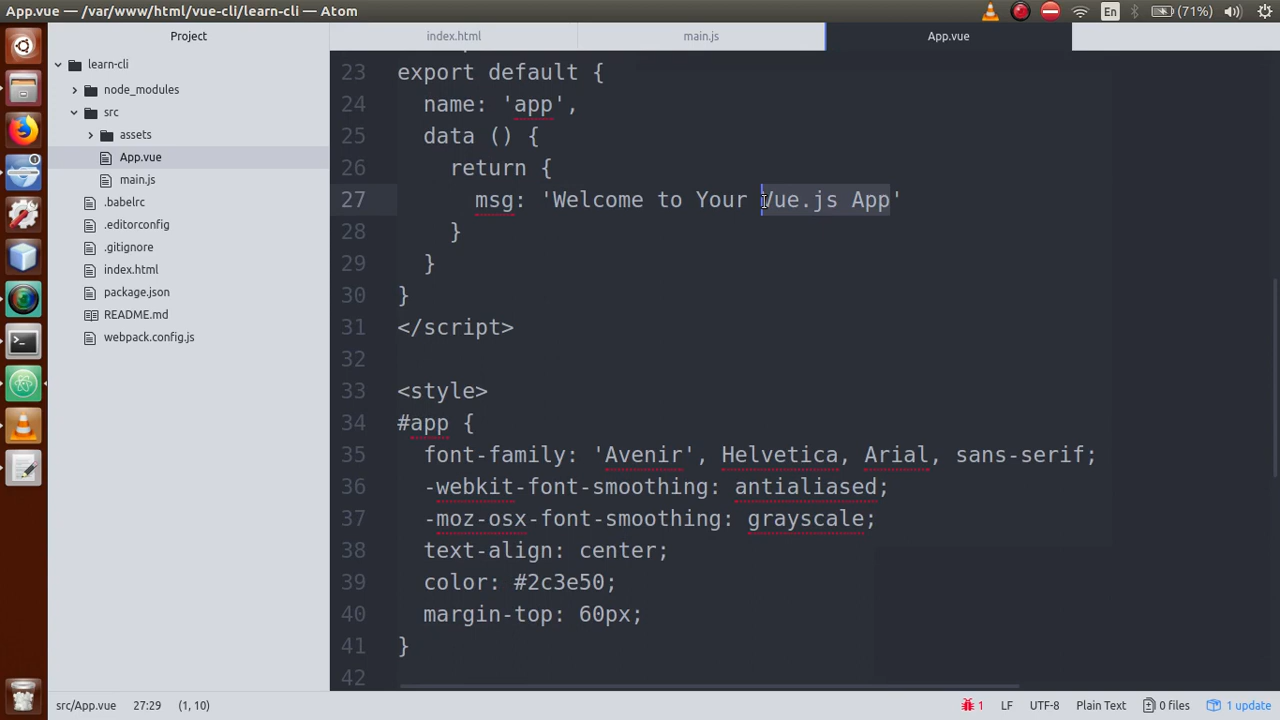 App.vue — /var/www/html/vue-cli/learn-cli — Atom
En
(71%)
Project
index.html
main.js
App.vue
learn-cli
node_modules
src
assets
App.vue
main.js
.babelrc
.editorconfig
.gitignore
index.html
package.json
README.md
webpack.config.js
23 export default {
24 name: 'app',
25 data () {
26 return {
27 msg: 'Welcome to Your Vue.js App'
28 }
29 }
30 }
31 </script>
32
33 <style>
34 #app {
35 font-family: 'Avenir', Helvetica, Arial, sans-serif;
36 -webkit-font-smoothing: antialiased;
37 -moz-osx-font-smoothing: grayscale;
38 text-align: center;
39 color: #2c3e50;
40 margin-top: 60px;
41 }
42
src/App.vue 27:29 (1, 10)
1 LF UTF-8 Plain Text 0 files 1 update